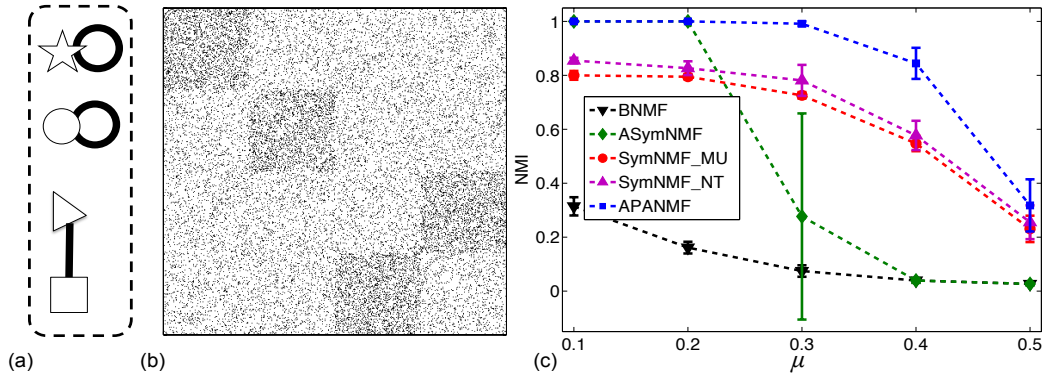 1
0.8
0.6
0.4
0.2
0
NMI
BNMF
ASymNMF
SymNMF_MU
SymNMF_NT
APANMF
0.1 0.2 0.3 0.4 0.5
μ
(a) (b) (c)